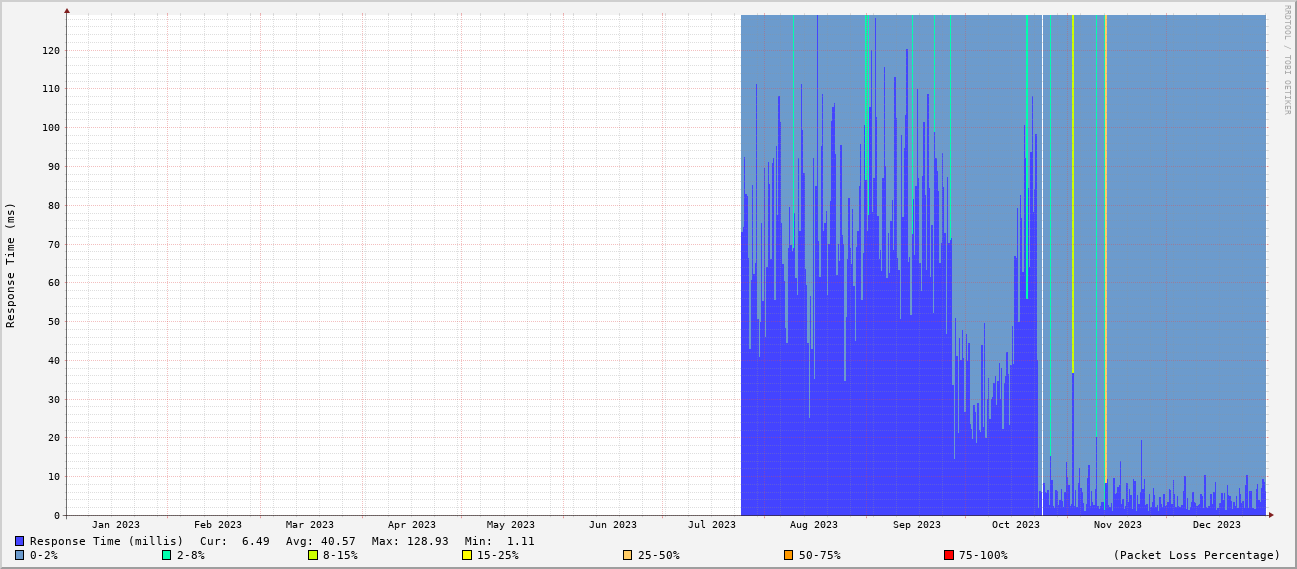 RRDTOOL / TOBI OETIKER
Response Time (ms)
120
110
100
90
80
70
60
50
40
30
20
10
0
Jan 2023 Feb 2023 Mar 2023 Apr 2023 May 2023 Jun 2023 Jul 2023 Aug 2023 Sep 2023 Oct 2023 Nov 2023 Dec 2023
Response Time (millis) Cur: 6.49 Avg: 40.57 Max: 128.93 Min: 1.11
0-2% 2-8% 8-15% 15-25% 25-50% 50-75% 75-100% (Packet Loss Percentage)